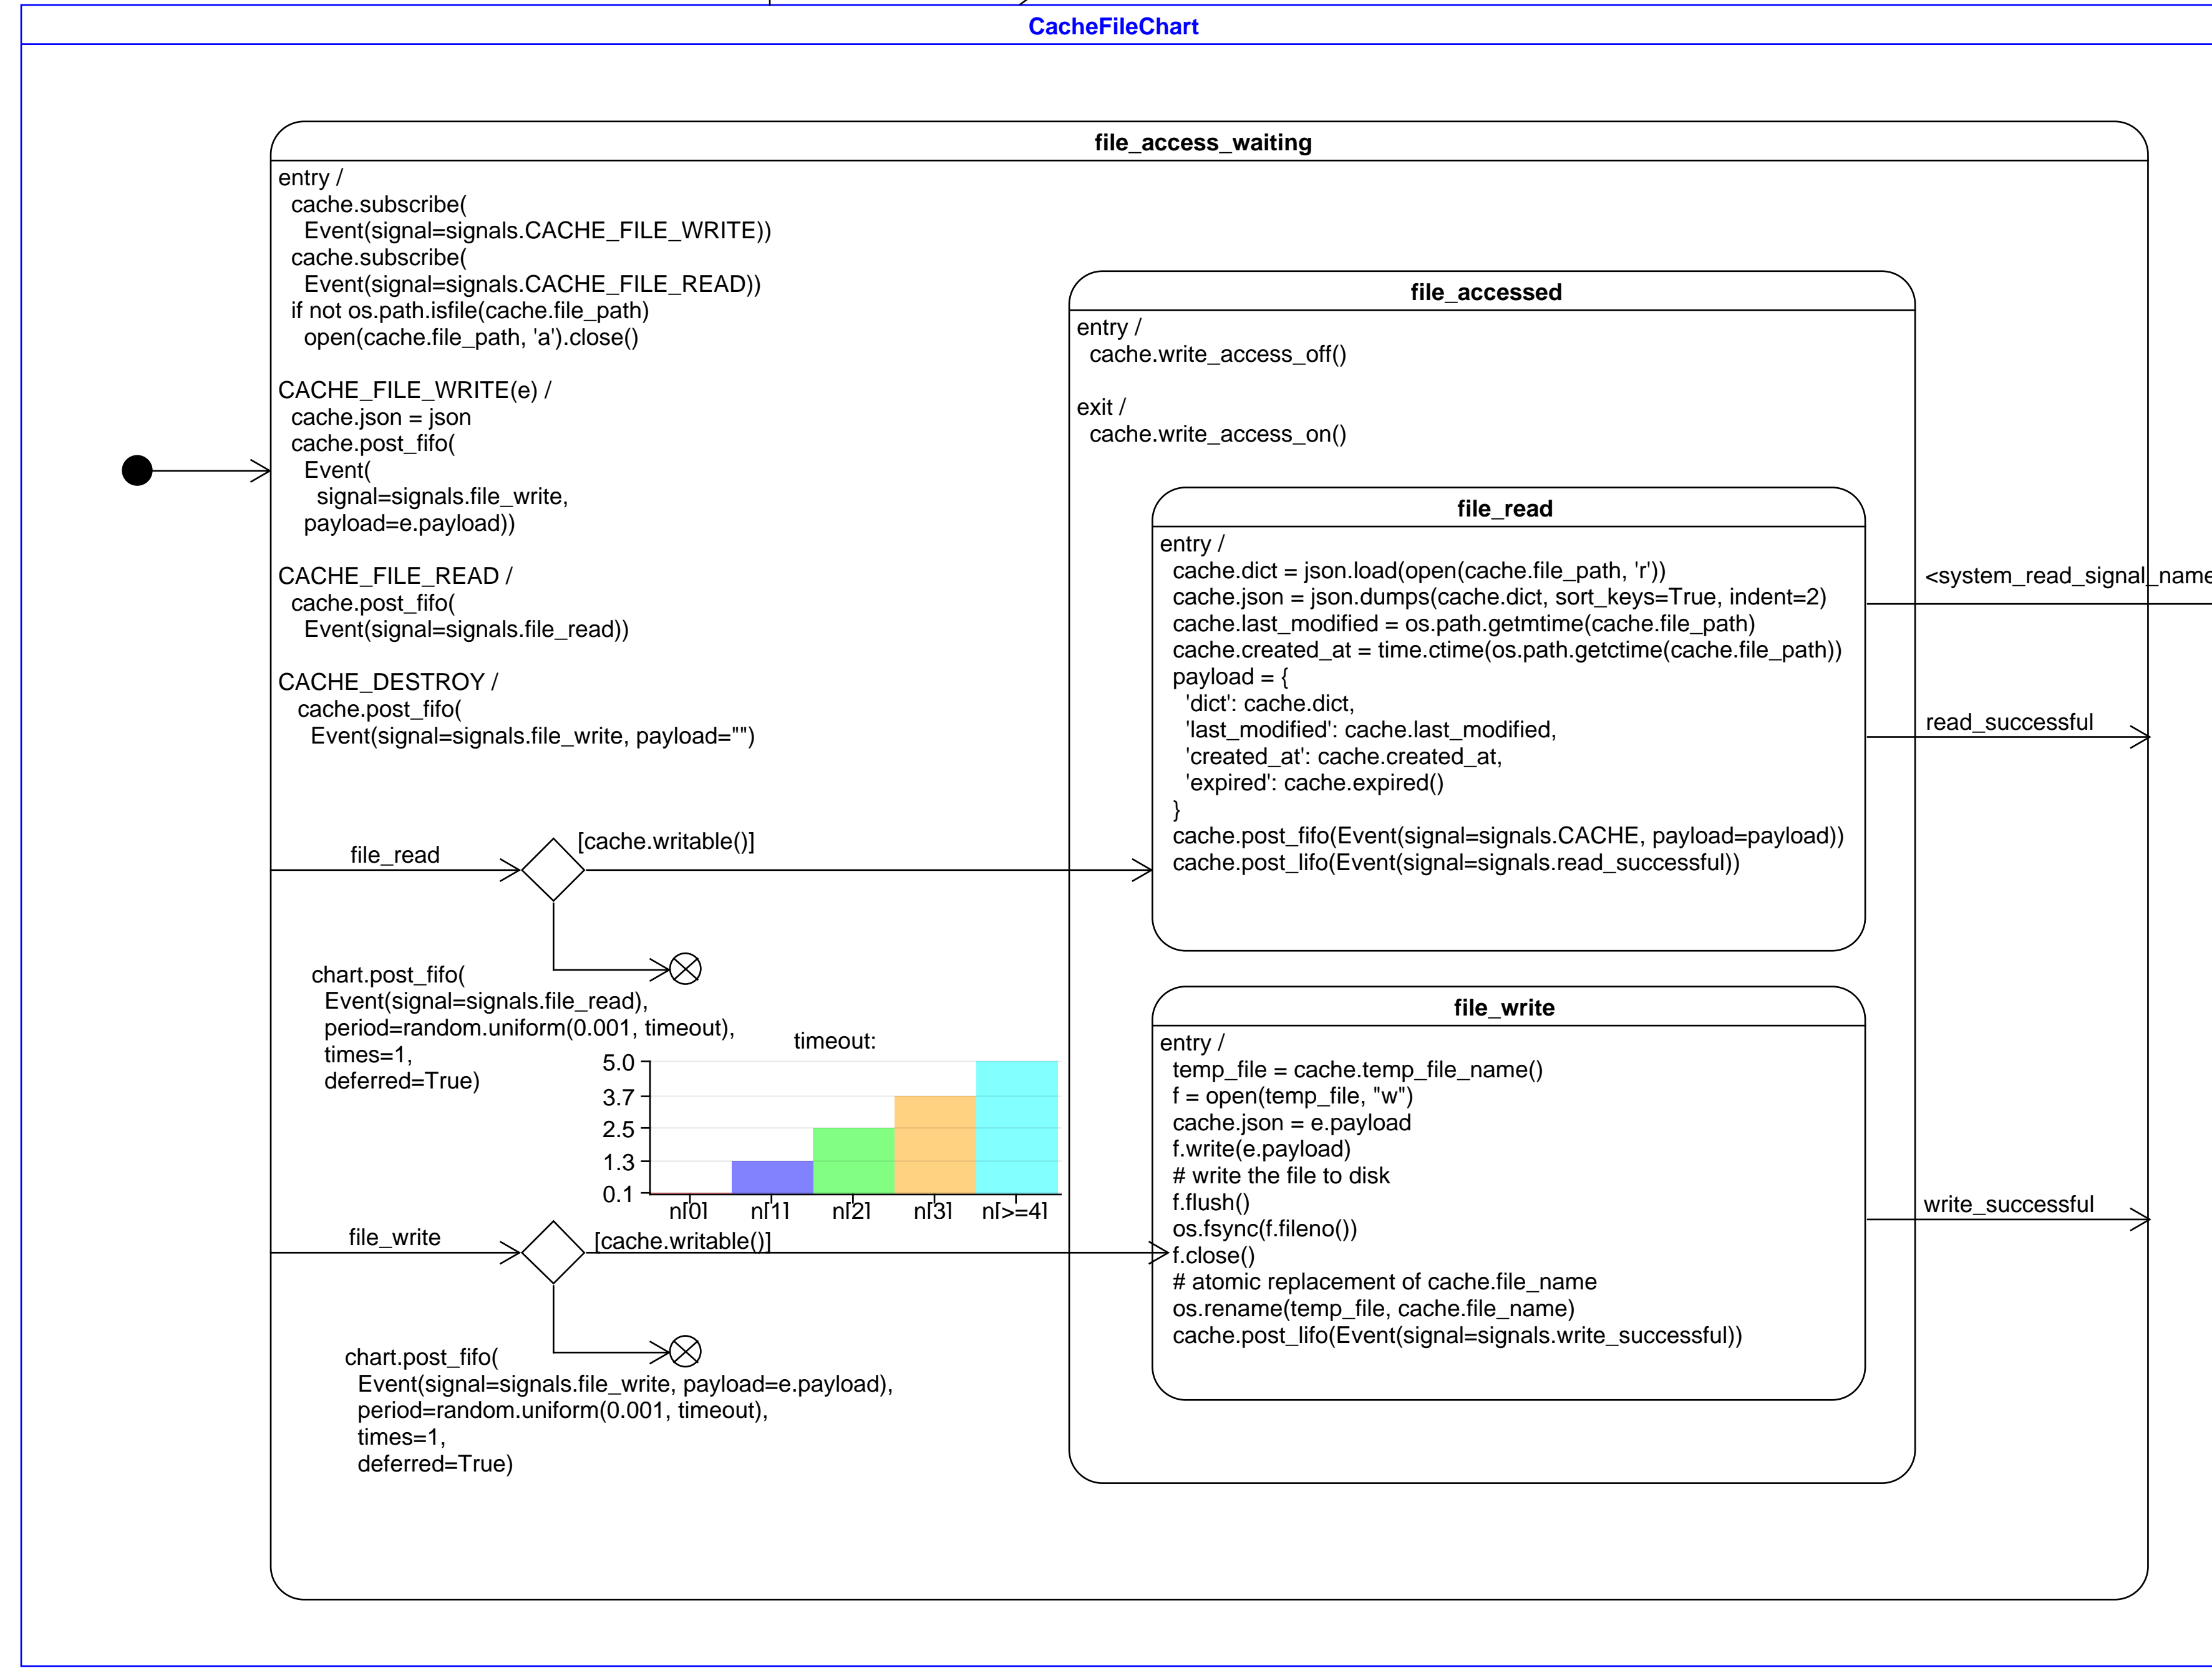 CacheFileChart
file_access_waiting
entry /
cache.subscribe(
Event(signal=signals.CACHE_FILE_WRITE))
cache.subscribe(
Event(signal=signals.CACHE_FILE_READ))
if not os.path.isfile(cache.file_path)
open(cache.file_path, 'a').close()
CACHE_FILE_WRITE(e) /
cache.json = json
cache.post_fifo(
Event(
signal=signals.file_write,
payload=e.payload))
CACHE_FILE_READ /
cache.post_fifo(
Event(signal=signals.file_read))
CACHE_DESTROY /
cache.post_fifo(
Event(signal=signals.file_write, payload="")
file_read
[cache.writable()]
chart.post_fifo(
Event(signal=signals.file_read),
period=random.uniform(0.001, timeout),
times=1,
deferred=True)
timeout:
5.0
3.7
2.5
1.3
0.1
n[0]
n[1]
n[2]
n[3]
n[>=4]
file_write
[cache.writable()]
chart.post_fifo(
Event(signal=signals.file_write, payload=e.payload),
period=random.uniform(0.001, timeout),
times=1,
deferred=True)
file_accessed
entry /
cache.write_access_off()
exit /
cache.write_access_on()
file_read
entry /
cache.dict = json.load(open(cache.file_path, 'r'))
cache.json = json.dumps(cache.dict, sort_keys=True, indent=2)
cache.last_modified = os.path.getmtime(cache.file_path)
cache.created_at = time.ctime(os.path.getctime(cache.file_path))
payload = {
'dict': cache.dict,
'last_modified': cache.last_modified,
'created_at': cache.created_at,
'expired': cache.expired()
}
cache.post_fifo(Event(signal=signals.CACHE, payload=payload))
cache.post_lifo(Event(signal=signals.read_successful))
file_write
entry /
temp_file = cache.temp_file_name()
f = open(temp_file, "w")
cache.json = e.payload
f.write(e.payload)
# write the file to disk
f.flush()
os.fsync(f.fileno())
f.close()
# atomic replacement of cache.file_name
os.rename(temp_file, cache.file_name)
cache.post_lifo(Event(signal=signals.write_successful))
<system_read_signal_name
read_successful
write_successful